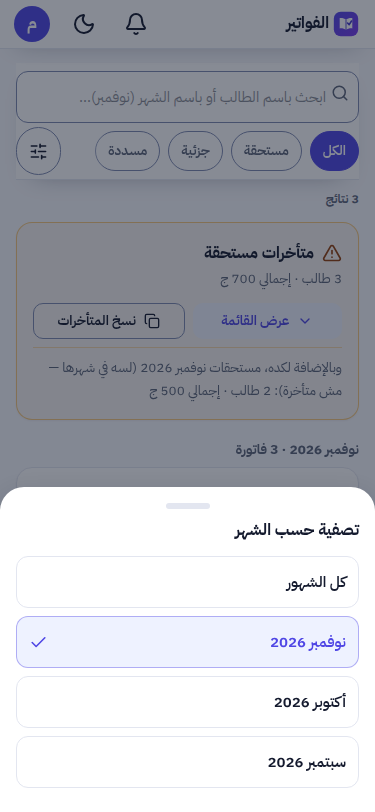 الفواتير
م
ابحث باسم الطالب أو باسم الشهر (نوفمبر)...
الكل
مستحقة
جزئية
مسددة
3 نتائج
متأخرات مستحقة
3 طالب · إجمالي 700 ج
عرض القائمة
نسخ المتأخرات
وبالإضافة لكده، مستحقات نوفمبر 2026 (لسه في شهرها —
مش متأخرة): 2 طالب · إجمالي 500 ج
نوفمبر 2026 · 3 فاتورة
تصفية حسب الشهر
كل الشهور
نوفمبر 2026
أكتوبر 2026
سبتمبر 2026